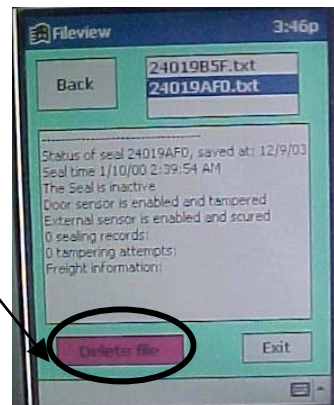 Fileview 3:46p
Back
24019B5F.txt
24019AF0.txt
--------------------------------
Status of seal 24019AF0, saved at: 12/9/03
Seal time 1/10/00 2:39:54 AM
The Seal is inactive
Door sensor is enabled and tampered
External sensor is enabled and scured
0 sealing records:
0 tampering attempts:
Freight information:
Delete file
Exit